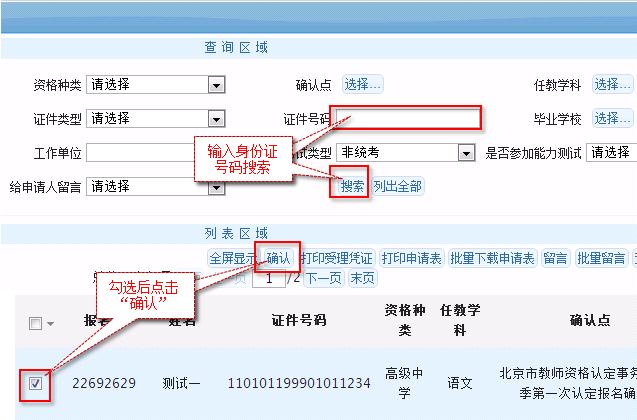 查询区域
资格种类 请选择 确认点 选择... 任教学科 选择...
证件类型 请选择 证件号码 毕业学校 选择...
工作单位 试类型 非统考 是否参加能力测试 请选择
输入身份证
号码搜索
给申请人留言 请选择 搜索 列出全部
列表区域
全屏显示 确认 打印受理凭证 打印申请表 批量下载申请表 留言 批量留言
页 1 /2 下一页 末页
勾选后点击
“确认”
报名 姓名 证件号码 资格种
类 任教学
科 确认点
22692629 测试一 110101199901011234 高级中
学 语文 北京市教师资格认定事务
季第一次认定报名确